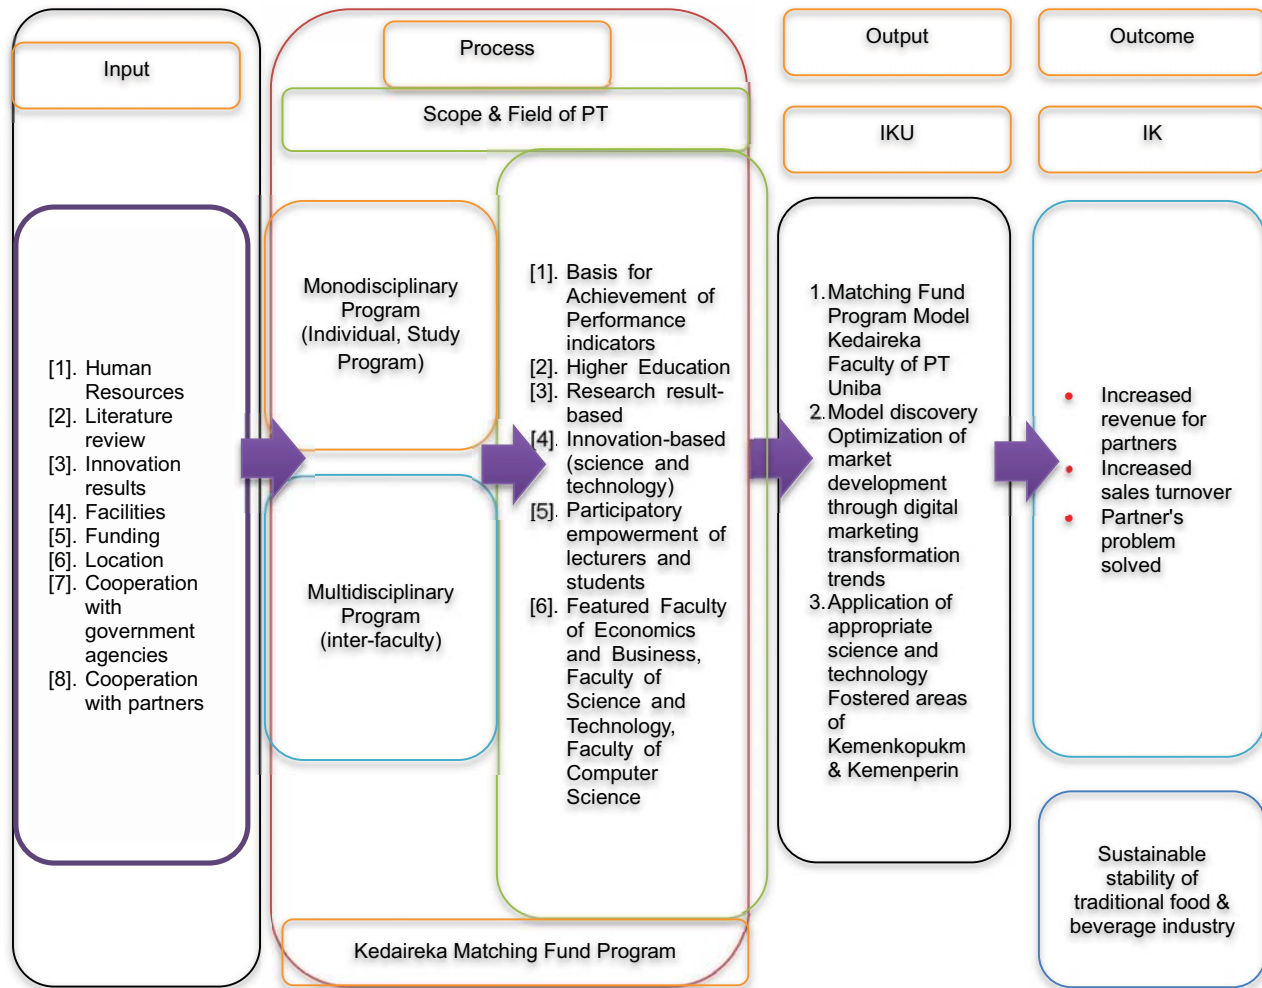 Input
Process
Output
Outcome
Scope & Field of PT
IKU
IK
[1]. Human
Resources
[2]. Literature
review
[3]. Innovation
results
[4]. Facilities
[5]. Funding
[6]. Location
[7]. Cooperation
with
government
agencies
[8]. Cooperation
with partners
Monodisciplinary
Program
(Individual, Study
Program)
Multidisciplinary
Program
(inter-faculty)
[1]. Basis for
Achievement of
Performance
indicators
[2]. Higher Education
[3]. Research result-
based
[4]. Innovation-based
(science and
technology)
[5]. Participatory
empowerment of
lecturers and
students
[6]. Featured Faculty
of Economics
and Business,
Faculty of
Science and
Technology,
Faculty of
Computer
Science
Kedaireka Matching Fund Program
1. Matching Fund
Program Model
Kedaireka
Faculty of PT
Uniba
2. Model discovery
Optimization of
market
development
through digital
marketing
transformation
trends
3. Application of
appropriate
science and
technology
Fostered areas
of
Kemenkopukm
& Kemenperin
• Increased
revenue for
partners
• Increased
sales turnover
• Partner's
problem
solved
Sustainable
stability of
traditional food &
beverage industry